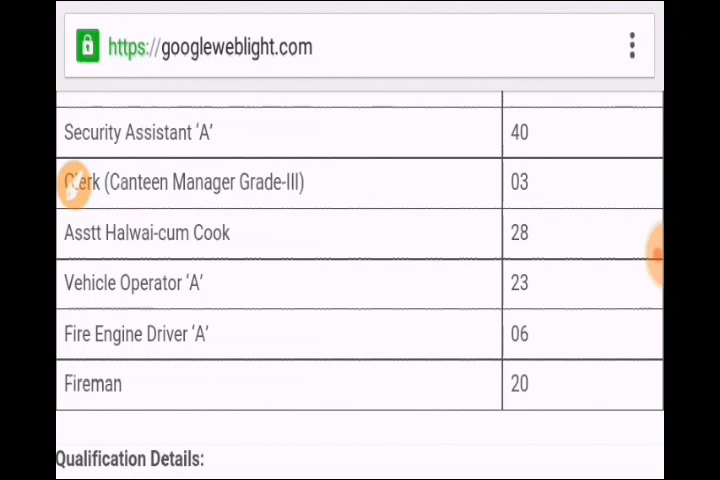 https://googleweblight.com
Security Assistant ‘A’ 40
Clerk (Canteen Manager Grade-III) 03
Asstt Halwai-cum Cook 28
Vehicle Operator ‘A’ 23
Fire Engine Driver ‘A’ 06
Fireman 20
Qualification Details: